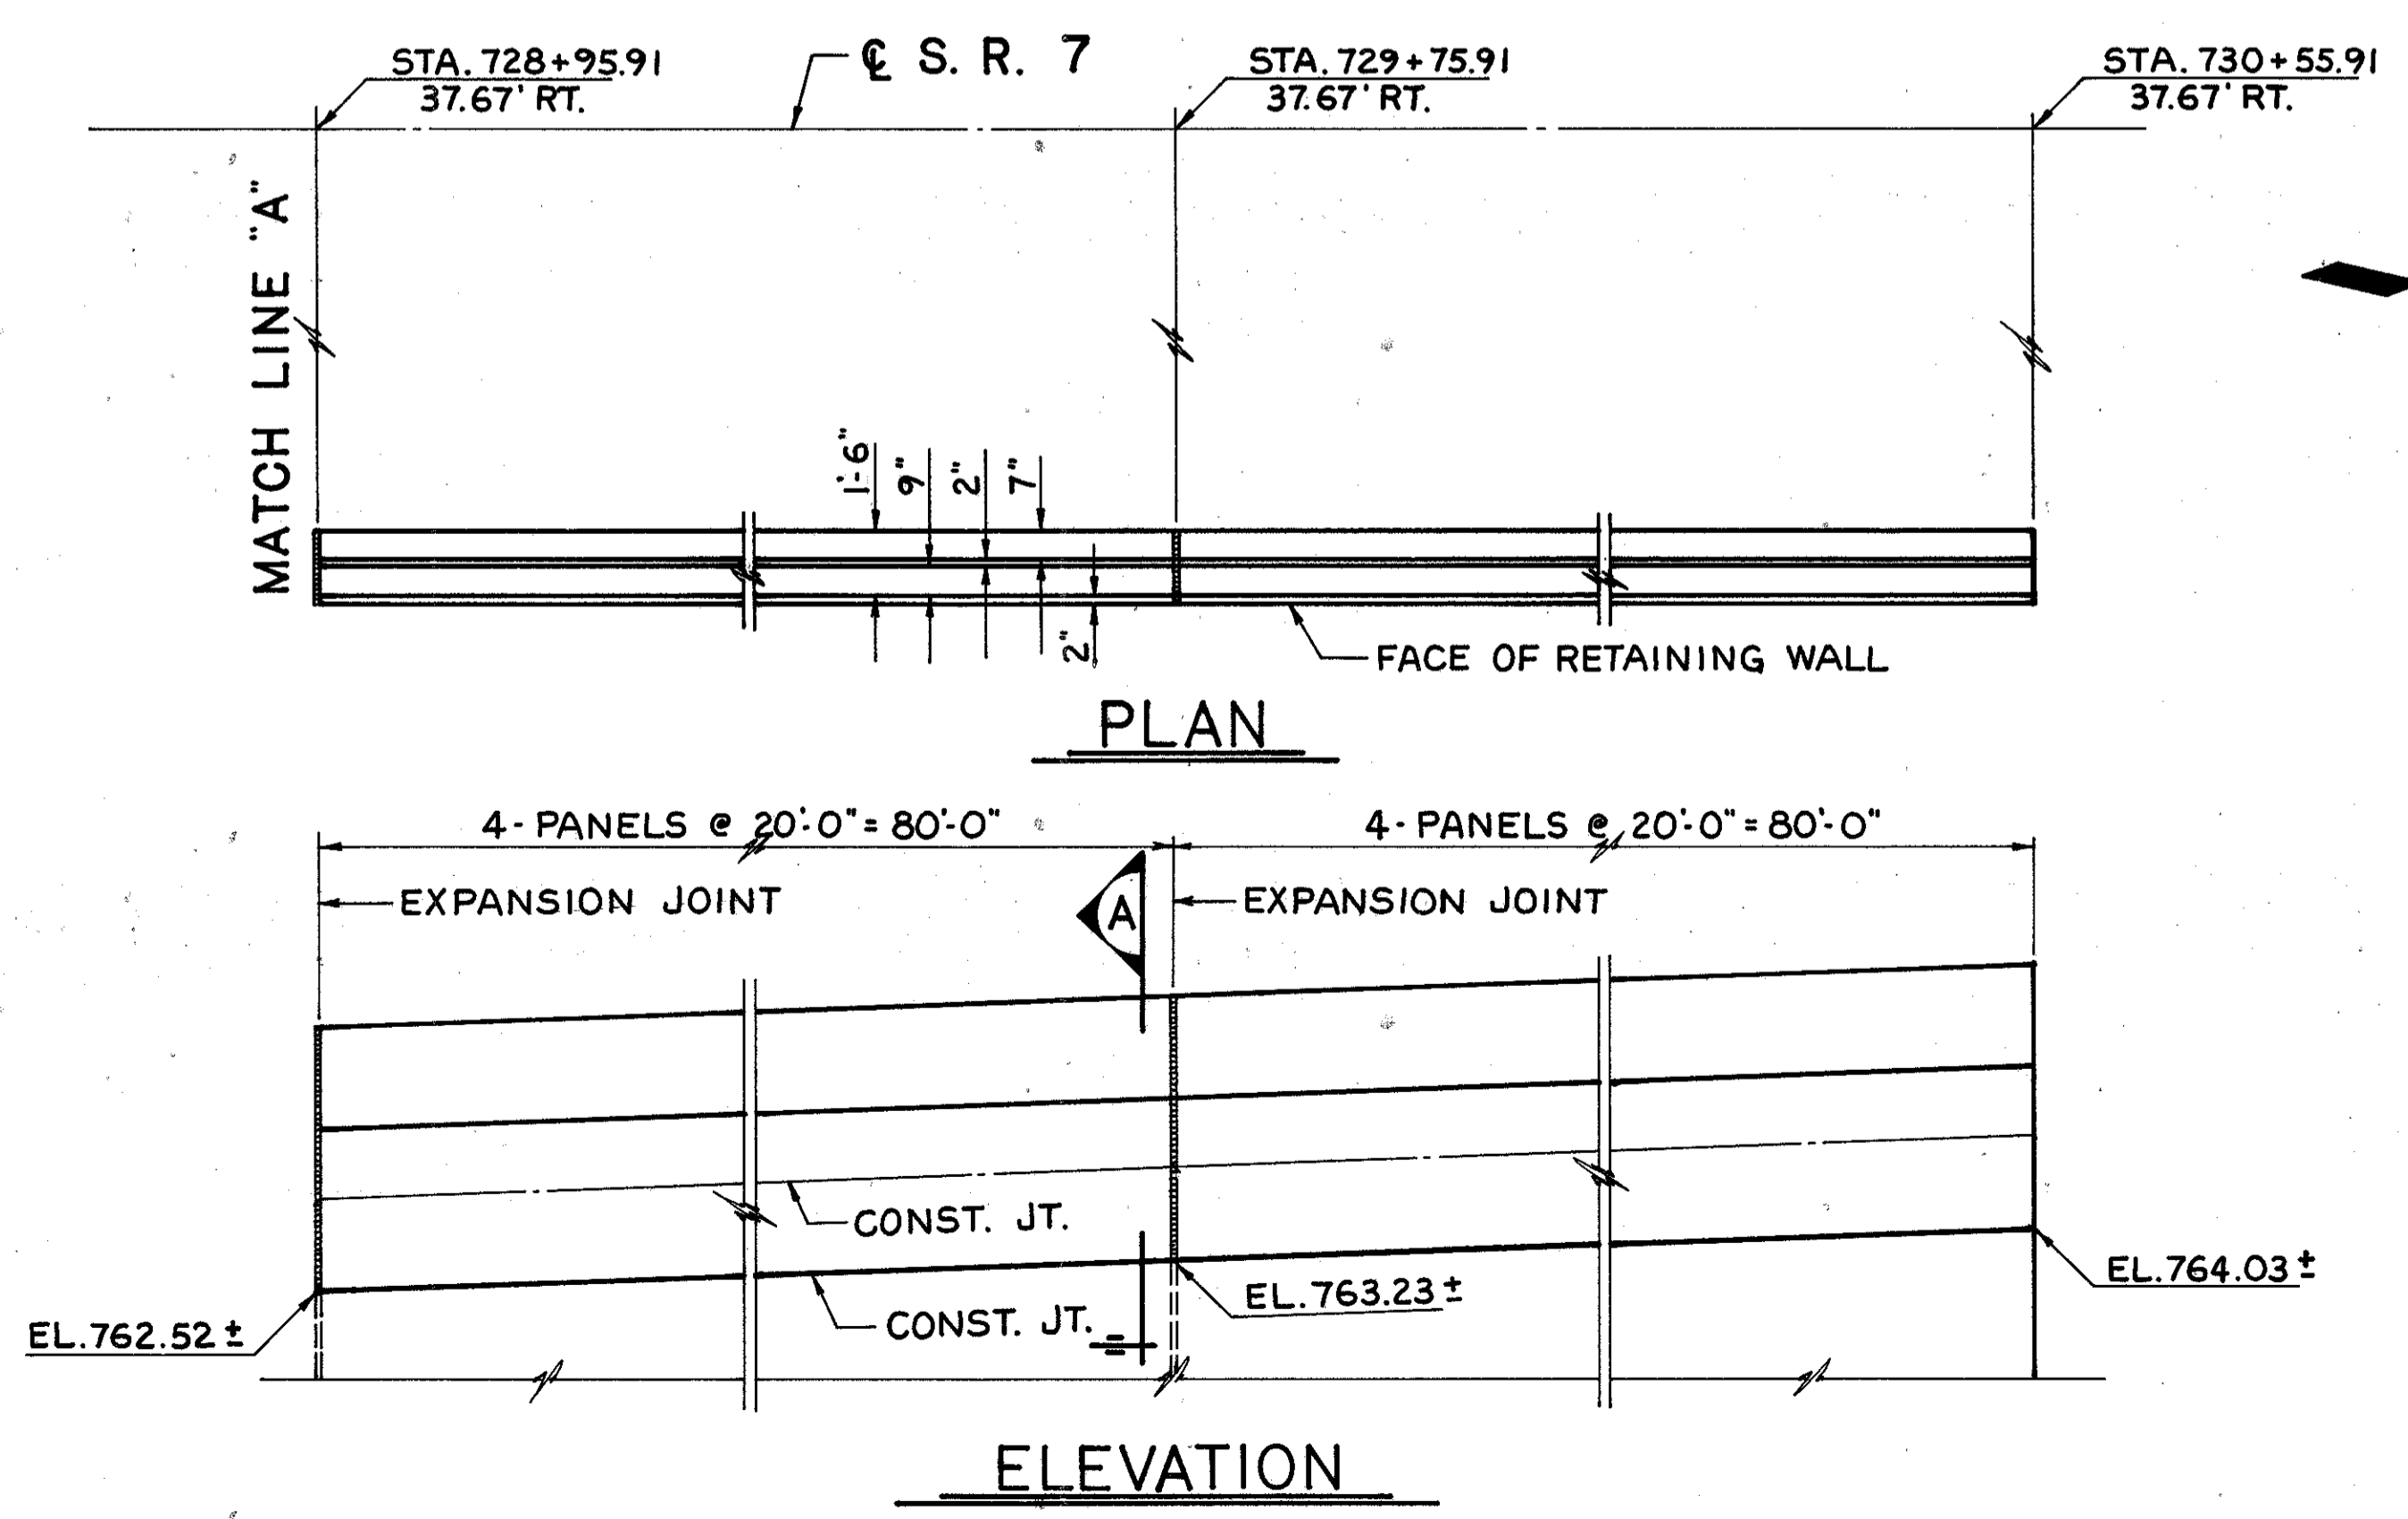 STA. 728+95.91
37.67' RT.
℄ S. R. 7
STA. 729+75.91
37.67' RT.
STA. 730+55.91
37.67' RT.
MATCH LINE "A"
1'-6"
9"
2"
7"
2"
FACE OF RETAINING WALL
PLAN
4- PANELS @ 20'-0" = 80'-0"
4- PANELS @ 20'-0" = 80'-0"
EXPANSION JOINT
A
EXPANSION JOINT
CONST. JT.
EL. 763.23 ±
EL. 764.03 ±
EL. 762.52 ±
CONST. JT.
ELEVATION